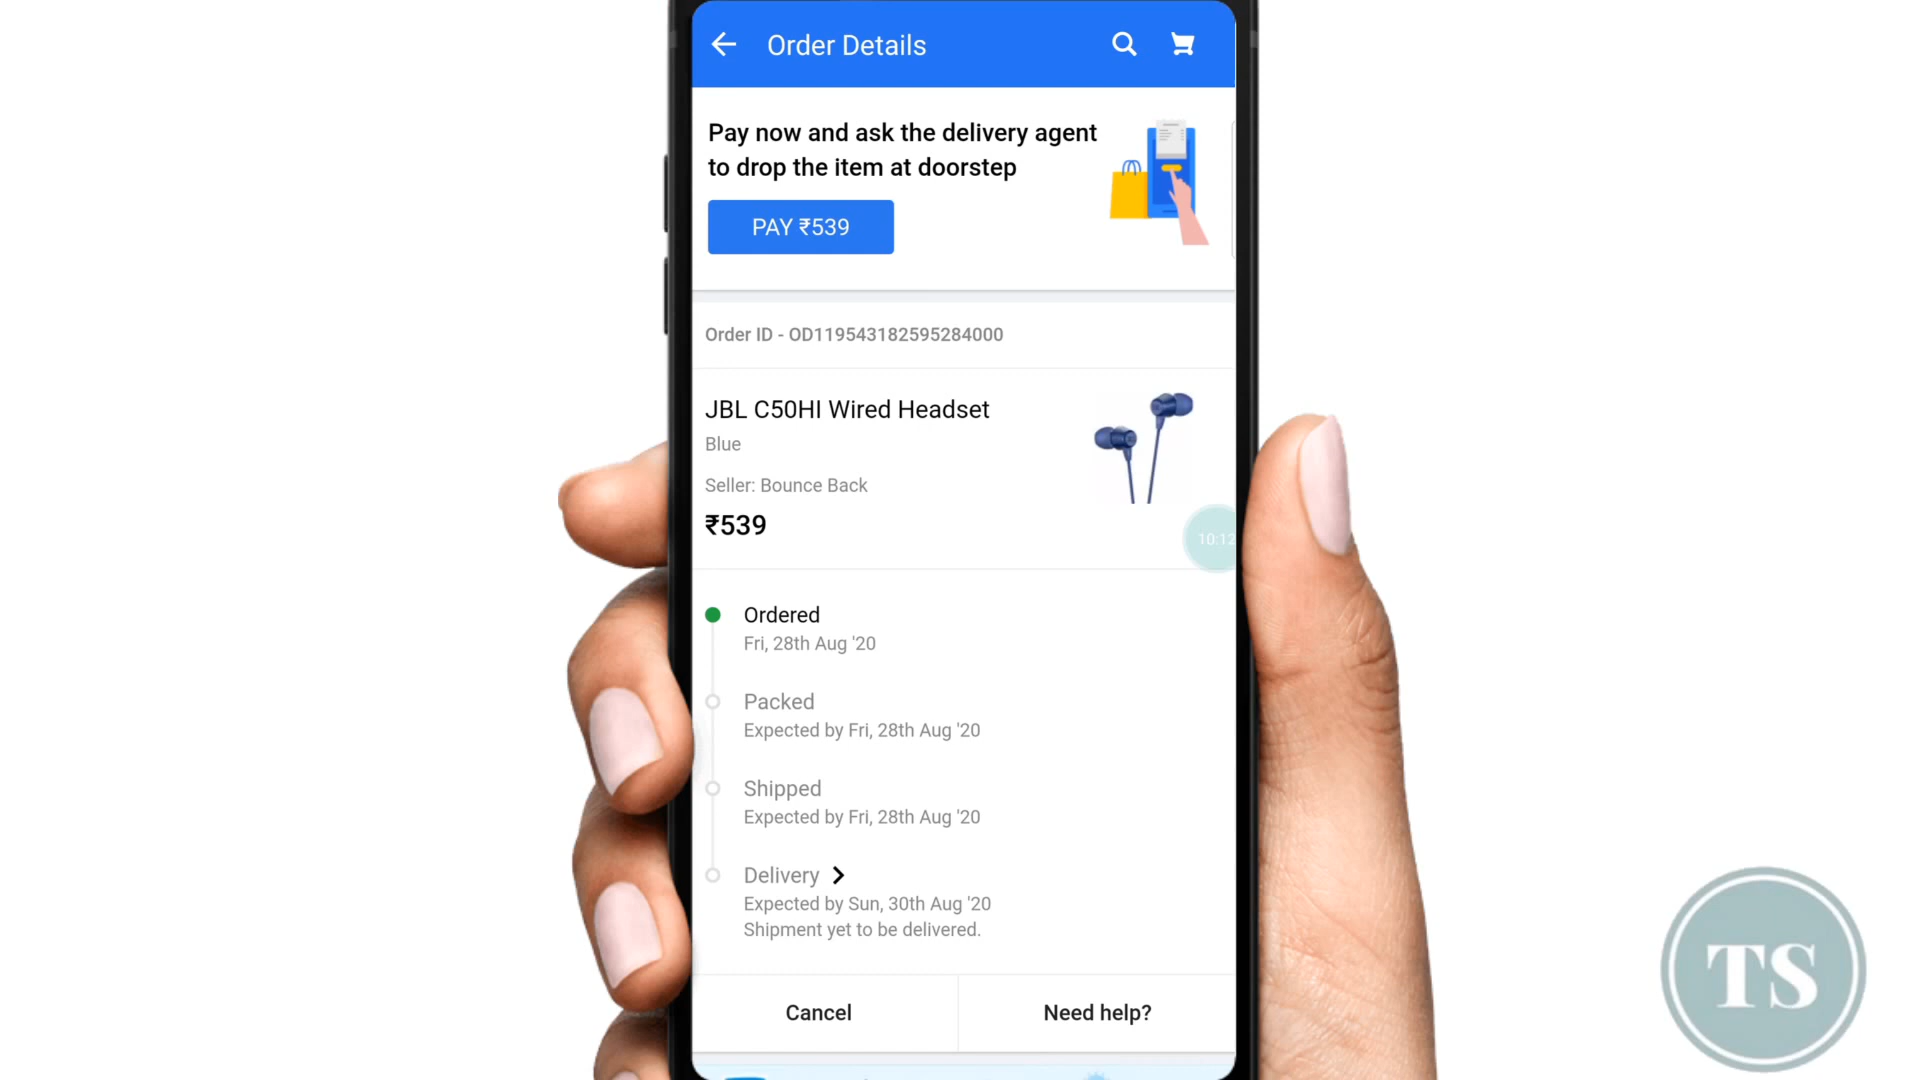 Order Details
Pay now and ask the delivery agent
to drop the item at doorstep
PAY ₹539
Order ID - OD119543182595284000
JBL C50HI Wired Headset
Blue
Seller: Bounce Back
₹539
10:12
Ordered
Fri, 28th Aug '20
Packed
Expected by Fri, 28th Aug '20
Shipped
Expected by Fri, 28th Aug '20
Delivery
Expected by Sun, 30th Aug '20
Shipment yet to be delivered.
Cancel
Need help?
TS